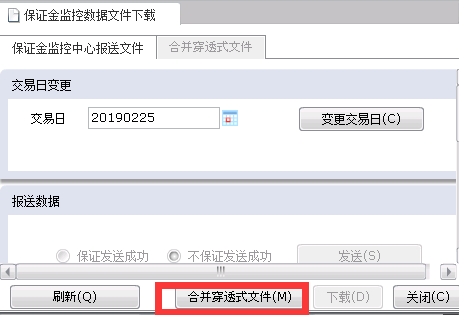 保证金监控数据文件下载
保证金监控中心报送文件 合并穿透式文件
交易日变更
交易日 20190225 变更交易日(C)
报送数据
保证发送成功 不保证发送成功 发送(S)
刷新(Q) 合并穿透式文件(M) 下载(D) 关闭(C)